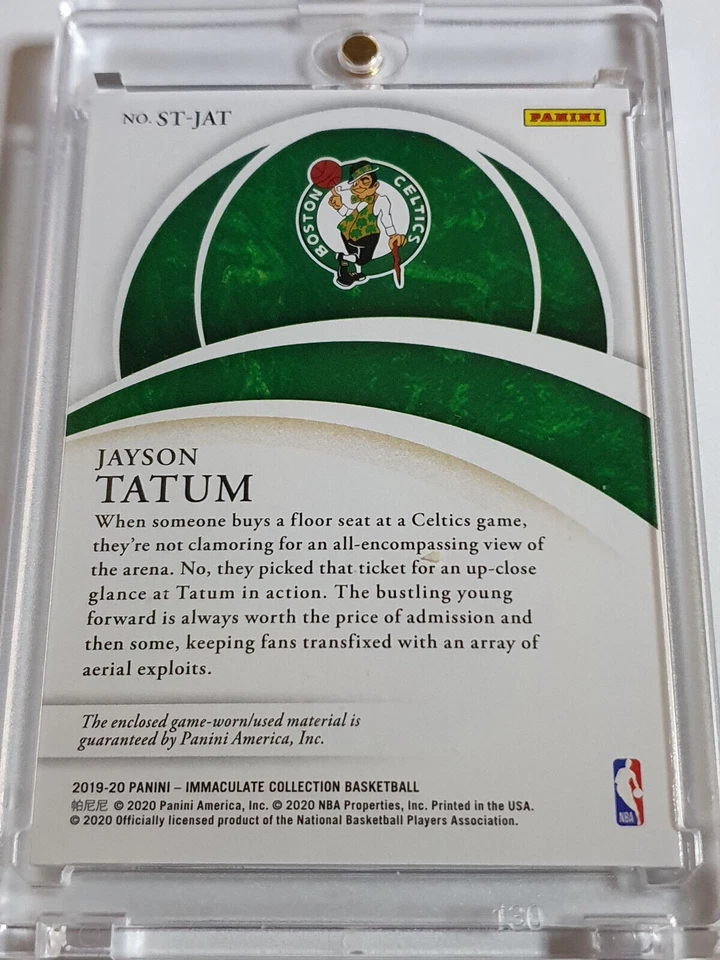 NO. ST-JAT
PANINI
BOSTON CELTICS
JAYSON
TATUM
When someone buys a floor seat at a Celtics game,
they're not clamoring for an all-encompassing view of
the arena. No, they picked that ticket for an up-close
glance at Tatum in action. The bustling young
forward is always worth the price of admission and
then some, keeping fans transfixed with an array of
aerial exploits.
The enclosed game-worn/used material is
guaranteed by Panini America, Inc.
2019-20 PANINI – IMMACULATE COLLECTION BASKETBALL
帕尼尼 © 2020 Panini America, Inc. © 2020 NBA Properties, Inc. Printed in the USA.
© 2020 Officially licensed product of the National Basketball Players Association.
NBA
130